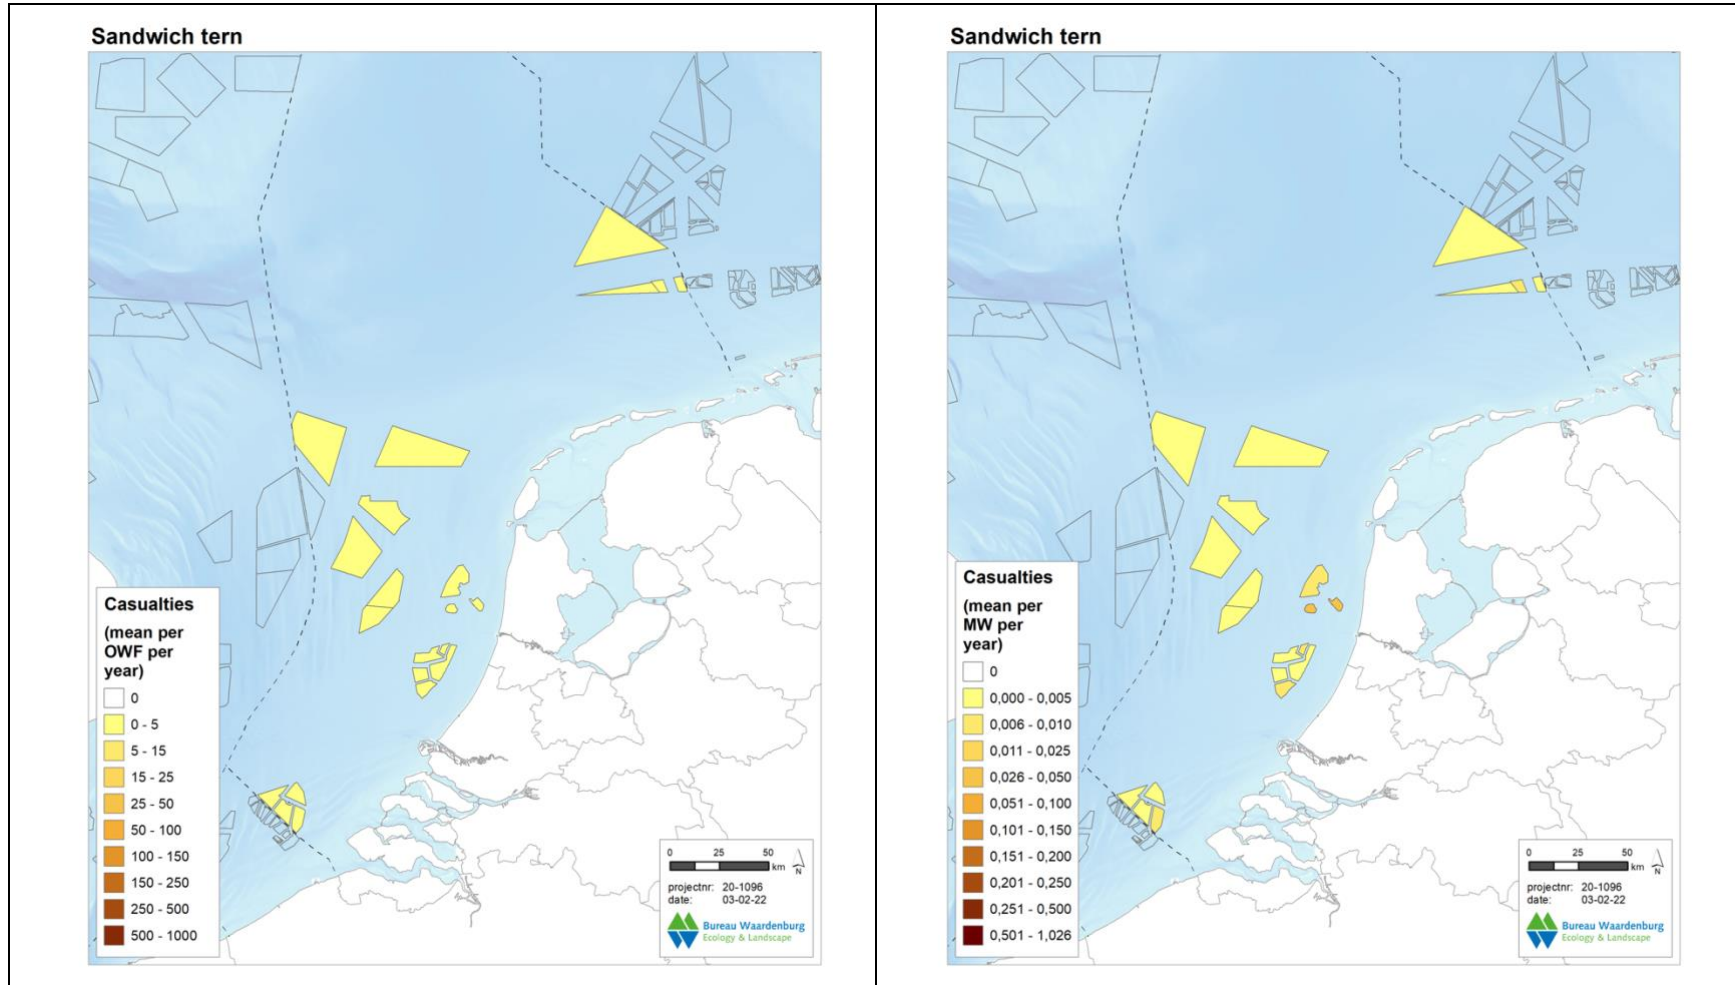 Sandwich tern
Casualties
(mean per
OWF per
year)
0
0 - 5
5 - 15
15 - 25
25 - 50
50 - 100
100 - 150
150 - 250
250 - 500
500 - 1000
0 25 50
km
N
projectnr: 20-1096
date: 03-02-22
Bureau Waardenburg
Ecology & Landscape
Sandwich tern
Casualties
(mean per
MW per
year)
0
0,000 - 0,005
0,006 - 0,010
0,011 - 0,025
0,026 - 0,050
0,051 - 0,100
0,101 - 0,150
0,151 - 0,200
0,201 - 0,250
0,251 - 0,500
0,501 - 1,026
0 25 50
km
N
projectnr: 20-1096
date: 03-02-22
Bureau Waardenburg
Ecology & Landscape